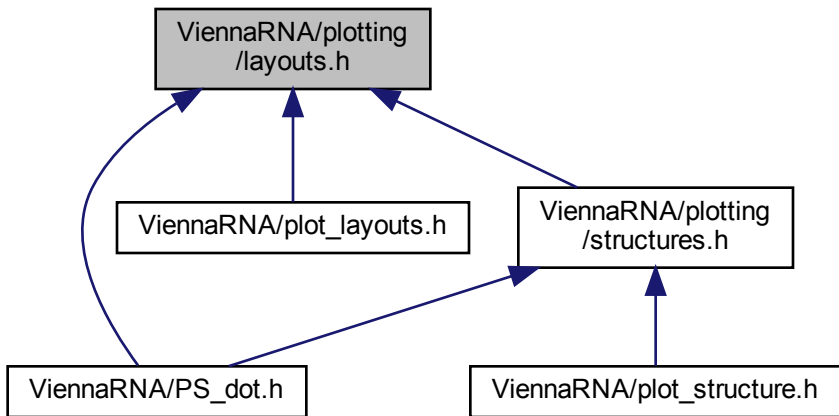 ViennaRNA/plotting
/layouts.h
ViennaRNA/plot_layouts.h
ViennaRNA/plotting
/structures.h
ViennaRNA/PS_dot.h
ViennaRNA/plot_structure.h